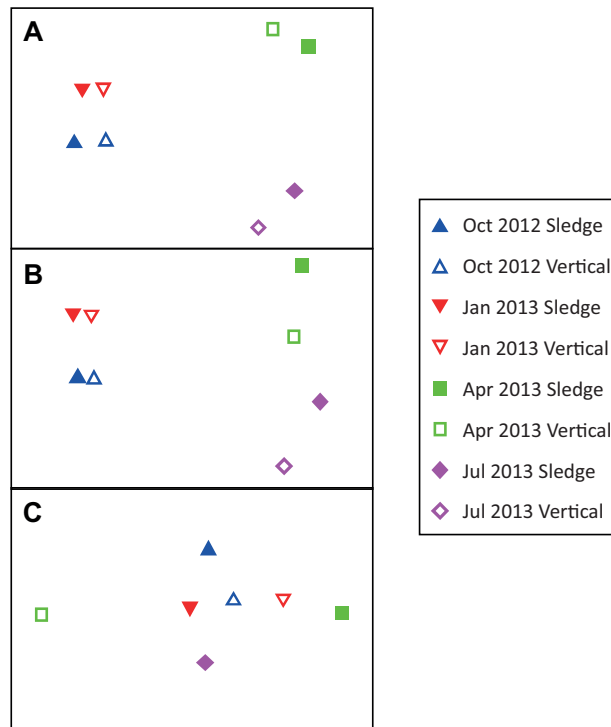 A
B
C
Oct 2012 Sledge
Oct 2012 Vertical
Jan 2013 Sledge
Jan 2013 Vertical
Apr 2013 Sledge
Apr 2013 Vertical
Jul 2013 Sledge
Jul 2013 Vertical